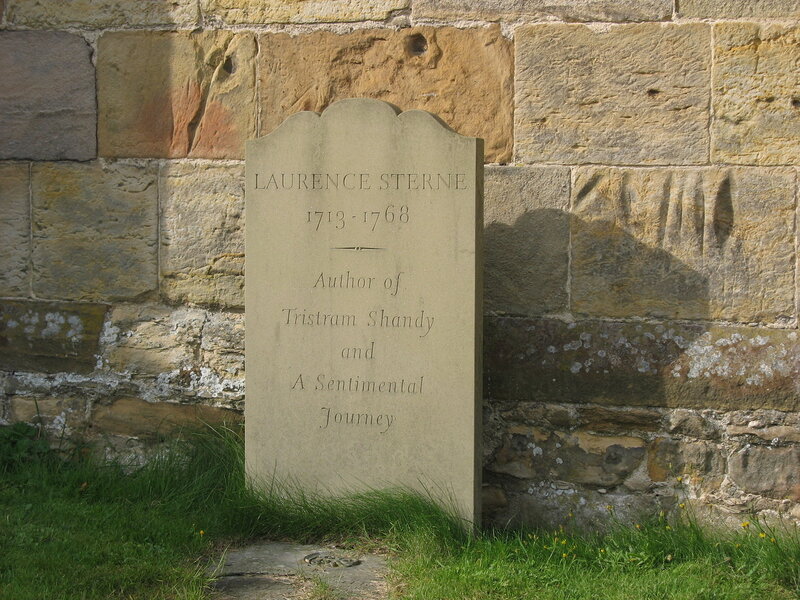 LAURENCE STERNE
1713-1768
Author of
Tristram Shandy
and
A Sentimental
Journey